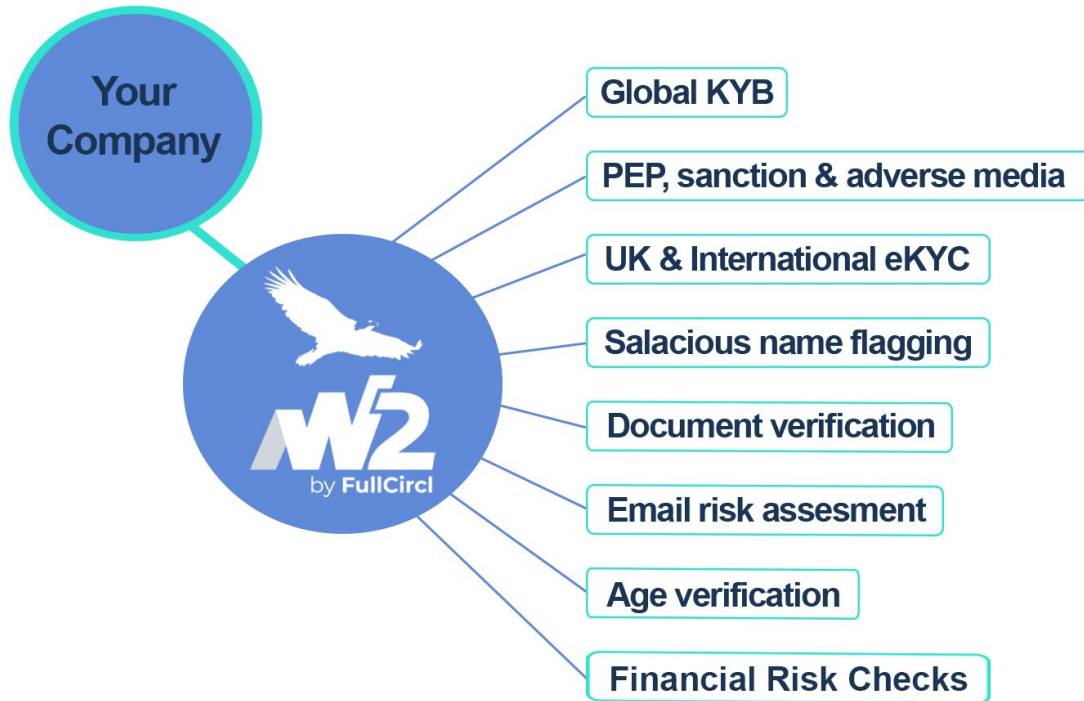 Your
Company
Global KYB
PEP, sanction & adverse media
UK & International eKYC
Salacious name flagging
Document verification
Email risk assesment
Age verification
Financial Risk Checks
W2
by FullCircl